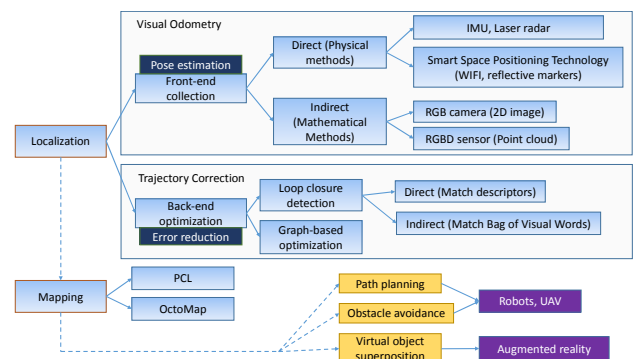 Visual Odometry
Pose estimation
Front-end
collection
Direct (Physical
methods)
IMU, Laser radar
Smart Space Positioning Technology
(WIFI, reflective markers)
Indirect
(Mathematical
Methods)
RGB camera (2D image)
RGBD sensor (Point cloud)
Localization
Trajectory Correction
Back-end
optimization
Error reduction
Loop closure
detection
Graph-based
optimization
Direct (Match descriptors)
Indirect (Match Bag of Visual Words)
Mapping
PCL
OctoMap
Path planning
Obstacle avoidance
Virtual object
superposition
Robots, UAV
Augmented reality